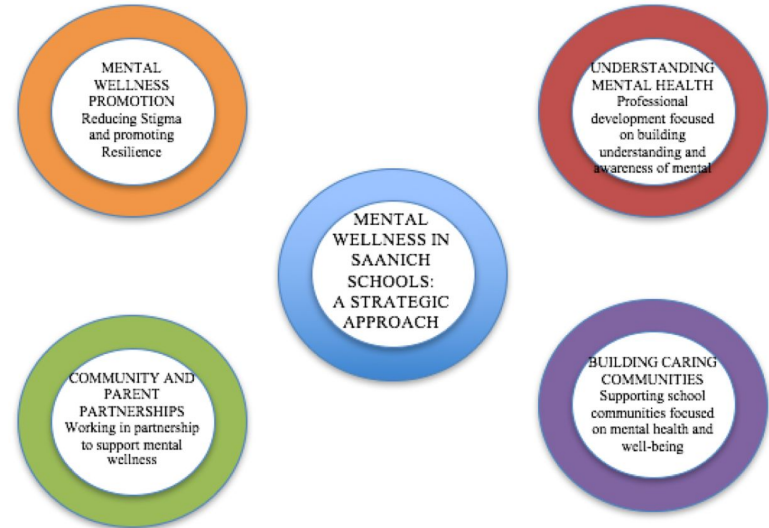 MENTAL
WELLNESS
PROMOTION
Reducing Stigma
and promoting
Resilience
UNDERSTANDING
MENTAL HEALTH
Professional
development focused
on building
understanding and
awareness of mental
MENTAL
WELLNESS IN
SAANICH
SCHOOLS:
A STRATEGIC
APPROACH
COMMUNITY AND
PARENT
PARTNERSHIPS
Working in partnership
to support mental
wellness
BUILDING CARING
COMMUNITIES
Supporting school
communities focused
on mental health and
well-being